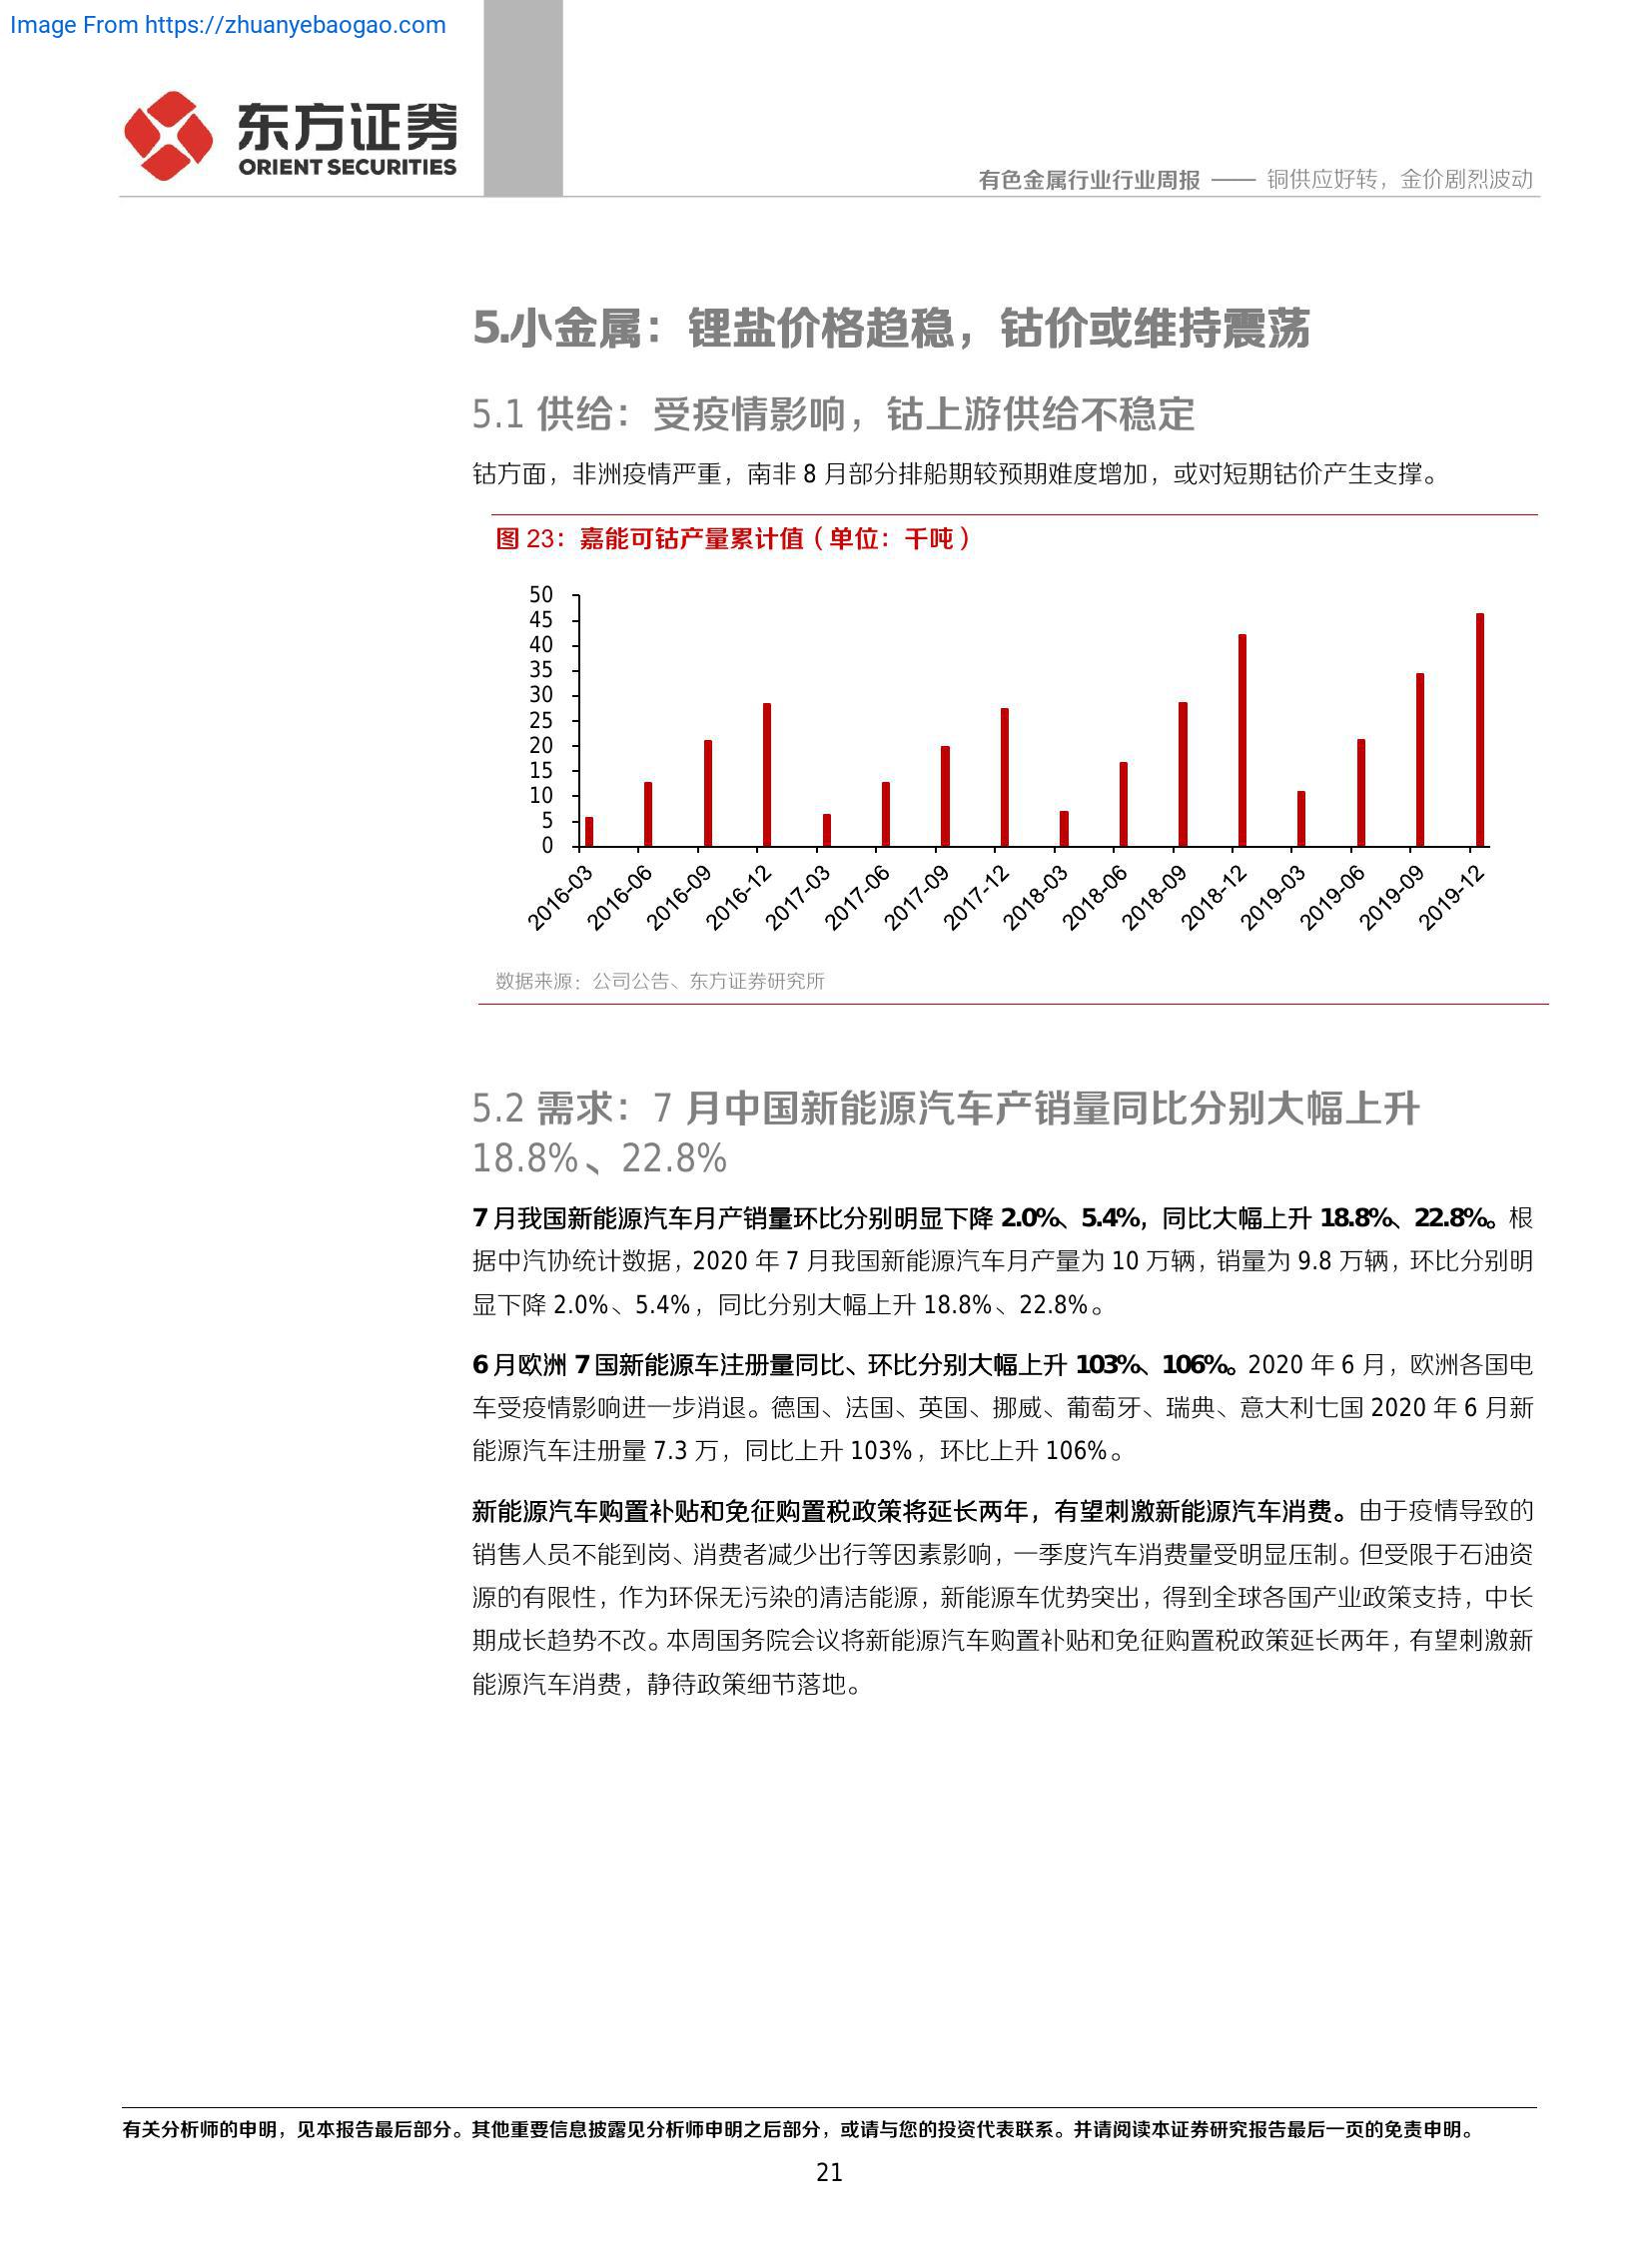 Image From https://zhuanyebaogao.com
东方证券
ORIENT SECURITIES
有色金属行业行业周报 —— 铜供应好转，金价剧烈波动
5.小金属：锂盐价格趋稳，钴价或维持震荡
5.1 供给：受疫情影响，钴上游供给不稳定
钴方面，非洲疫情严重，南非 8 月部分排船期较预期难度增加，或对短期钴价产生支撑。
图 23：嘉能可钴产量累计值（单位：千吨）
50
45
40
35
30
25
20
15
10
5
0
2016-03
2016-06
2016-09
2016-12
2017-03
2017-06
2017-09
2017-12
2018-03
2018-06
2018-09
2018-12
2019-03
2019-06
2019-09
2019-12
数据来源：公司公告、东方证券研究所
5.2 需求：7 月中国新能源汽车产销量同比分别大幅上升
18.8%、22.8%
7 月我国新能源汽车月产销量环比分别明显下降 2.0%、5.4%，同比大幅上升 18.8%、22.8%。根
据中汽协统计数据，2020 年 7 月我国新能源汽车月产量为 10 万辆，销量为 9.8 万辆，环比分别明
显下降 2.0%、5.4%，同比分别大幅上升 18.8%、22.8%。
6 月欧洲 7 国新能源车注册量同比、环比分别大幅上升 103%、106%。2020 年 6 月，欧洲各国电
车受疫情影响进一步消退。德国、法国、英国、挪威、葡萄牙、瑞典、意大利七国 2020 年 6 月新
能源汽车注册量 7.3 万，同比上升 103%，环比上升 106%。
新能源汽车购置补贴和免征购置税政策将延长两年，有望刺激新能源汽车消费。由于疫情导致的
销售人员不能到岗、消费者减少出行等因素影响，一季度汽车消费量受明显压制。但受限于石油资
源的有限性，作为环保无污染的清洁能源，新能源车优势突出，得到全球各国产业政策支持，中长
期成长趋势不改。本周国务院会议将新能源汽车购置补贴和免征购置税政策延长两年，有望刺激新
能源汽车消费，静待政策细节落地。
有关分析师的申明，见本报告最后部分。其他重要信息披露见分析师申明之后部分，或请与您的投资代表联系。并请阅读本证券研究报告最后一页的免责申明。
21